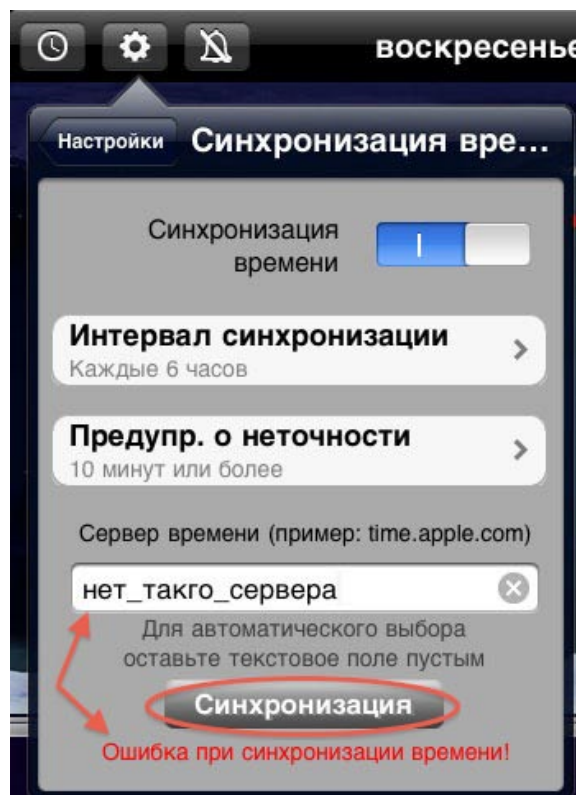 воскресенье
Настройки
Синхронизация вре...
Синхронизация
времени
Интервал синхронизации
Каждые 6 часов
Предупр. о неточности
10 минут или более
Сервер времени (пример: time.apple.com)
нет_такго_сервера
Для автоматического выбора
оставьте текстовое поле пустым
Синхронизация
Ошибка при синхронизации времени!